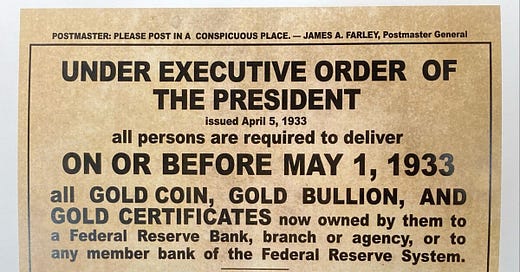 POSTMASTER: PLEASE POST IN A CONSPICUOUS PLACE. — JAMES A. FARLEY, Postmaster General
UNDER EXECUTIVE ORDER OF
THE PRESIDENT
issued April 5, 1933
all persons are required to deliver
ON OR BEFORE MAY 1, 1933
all GOLD COIN, GOLD BULLION, AND
GOLD CERTIFICATES now owned by them to
a Federal Reserve Bank, branch or agency, or to
any member bank of the Federal Reserve System.